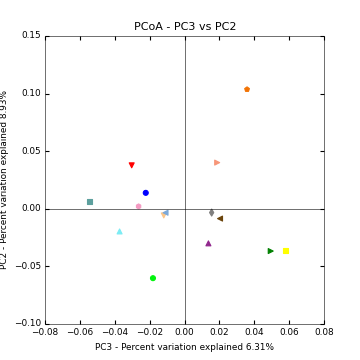 PCoA - PC3 vs PC2
0.15
0.10
0.05
0.00
−0.05
−0.10
PC2 - Percent variation explained 8.93%
−0.08 −0.06 −0.04 −0.02 0.00 0.02 0.04 0.06 0.08
PC3 - Percent variation explained 6.31%